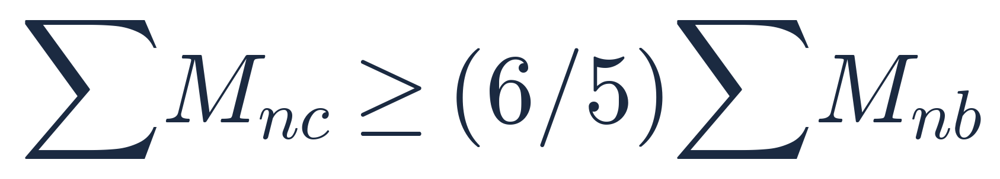 ∑M_{nc} ≥ (6/5)∑M_{nb}